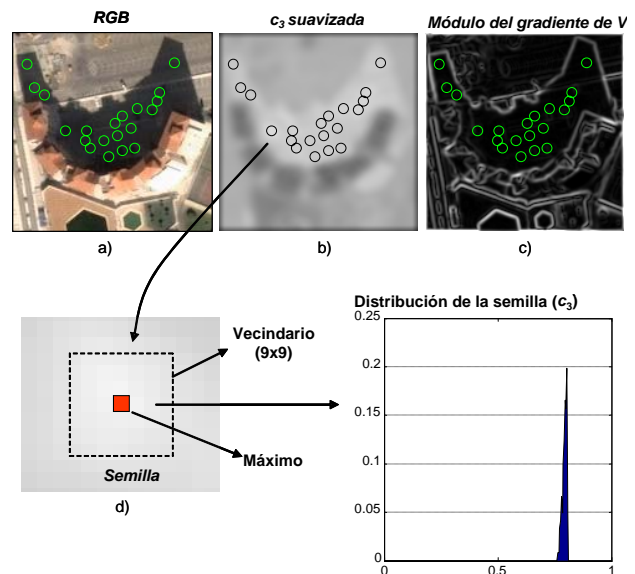 RGB
c3 suavizada
Módulo del gradiente de V
a)
b)
c)
Distribución de la semilla (c3)
Vecindario
(9x9)
Máximo
Semilla
d)
0.25
0.2
0.15
0.1
0.05
0
0
0.5
1